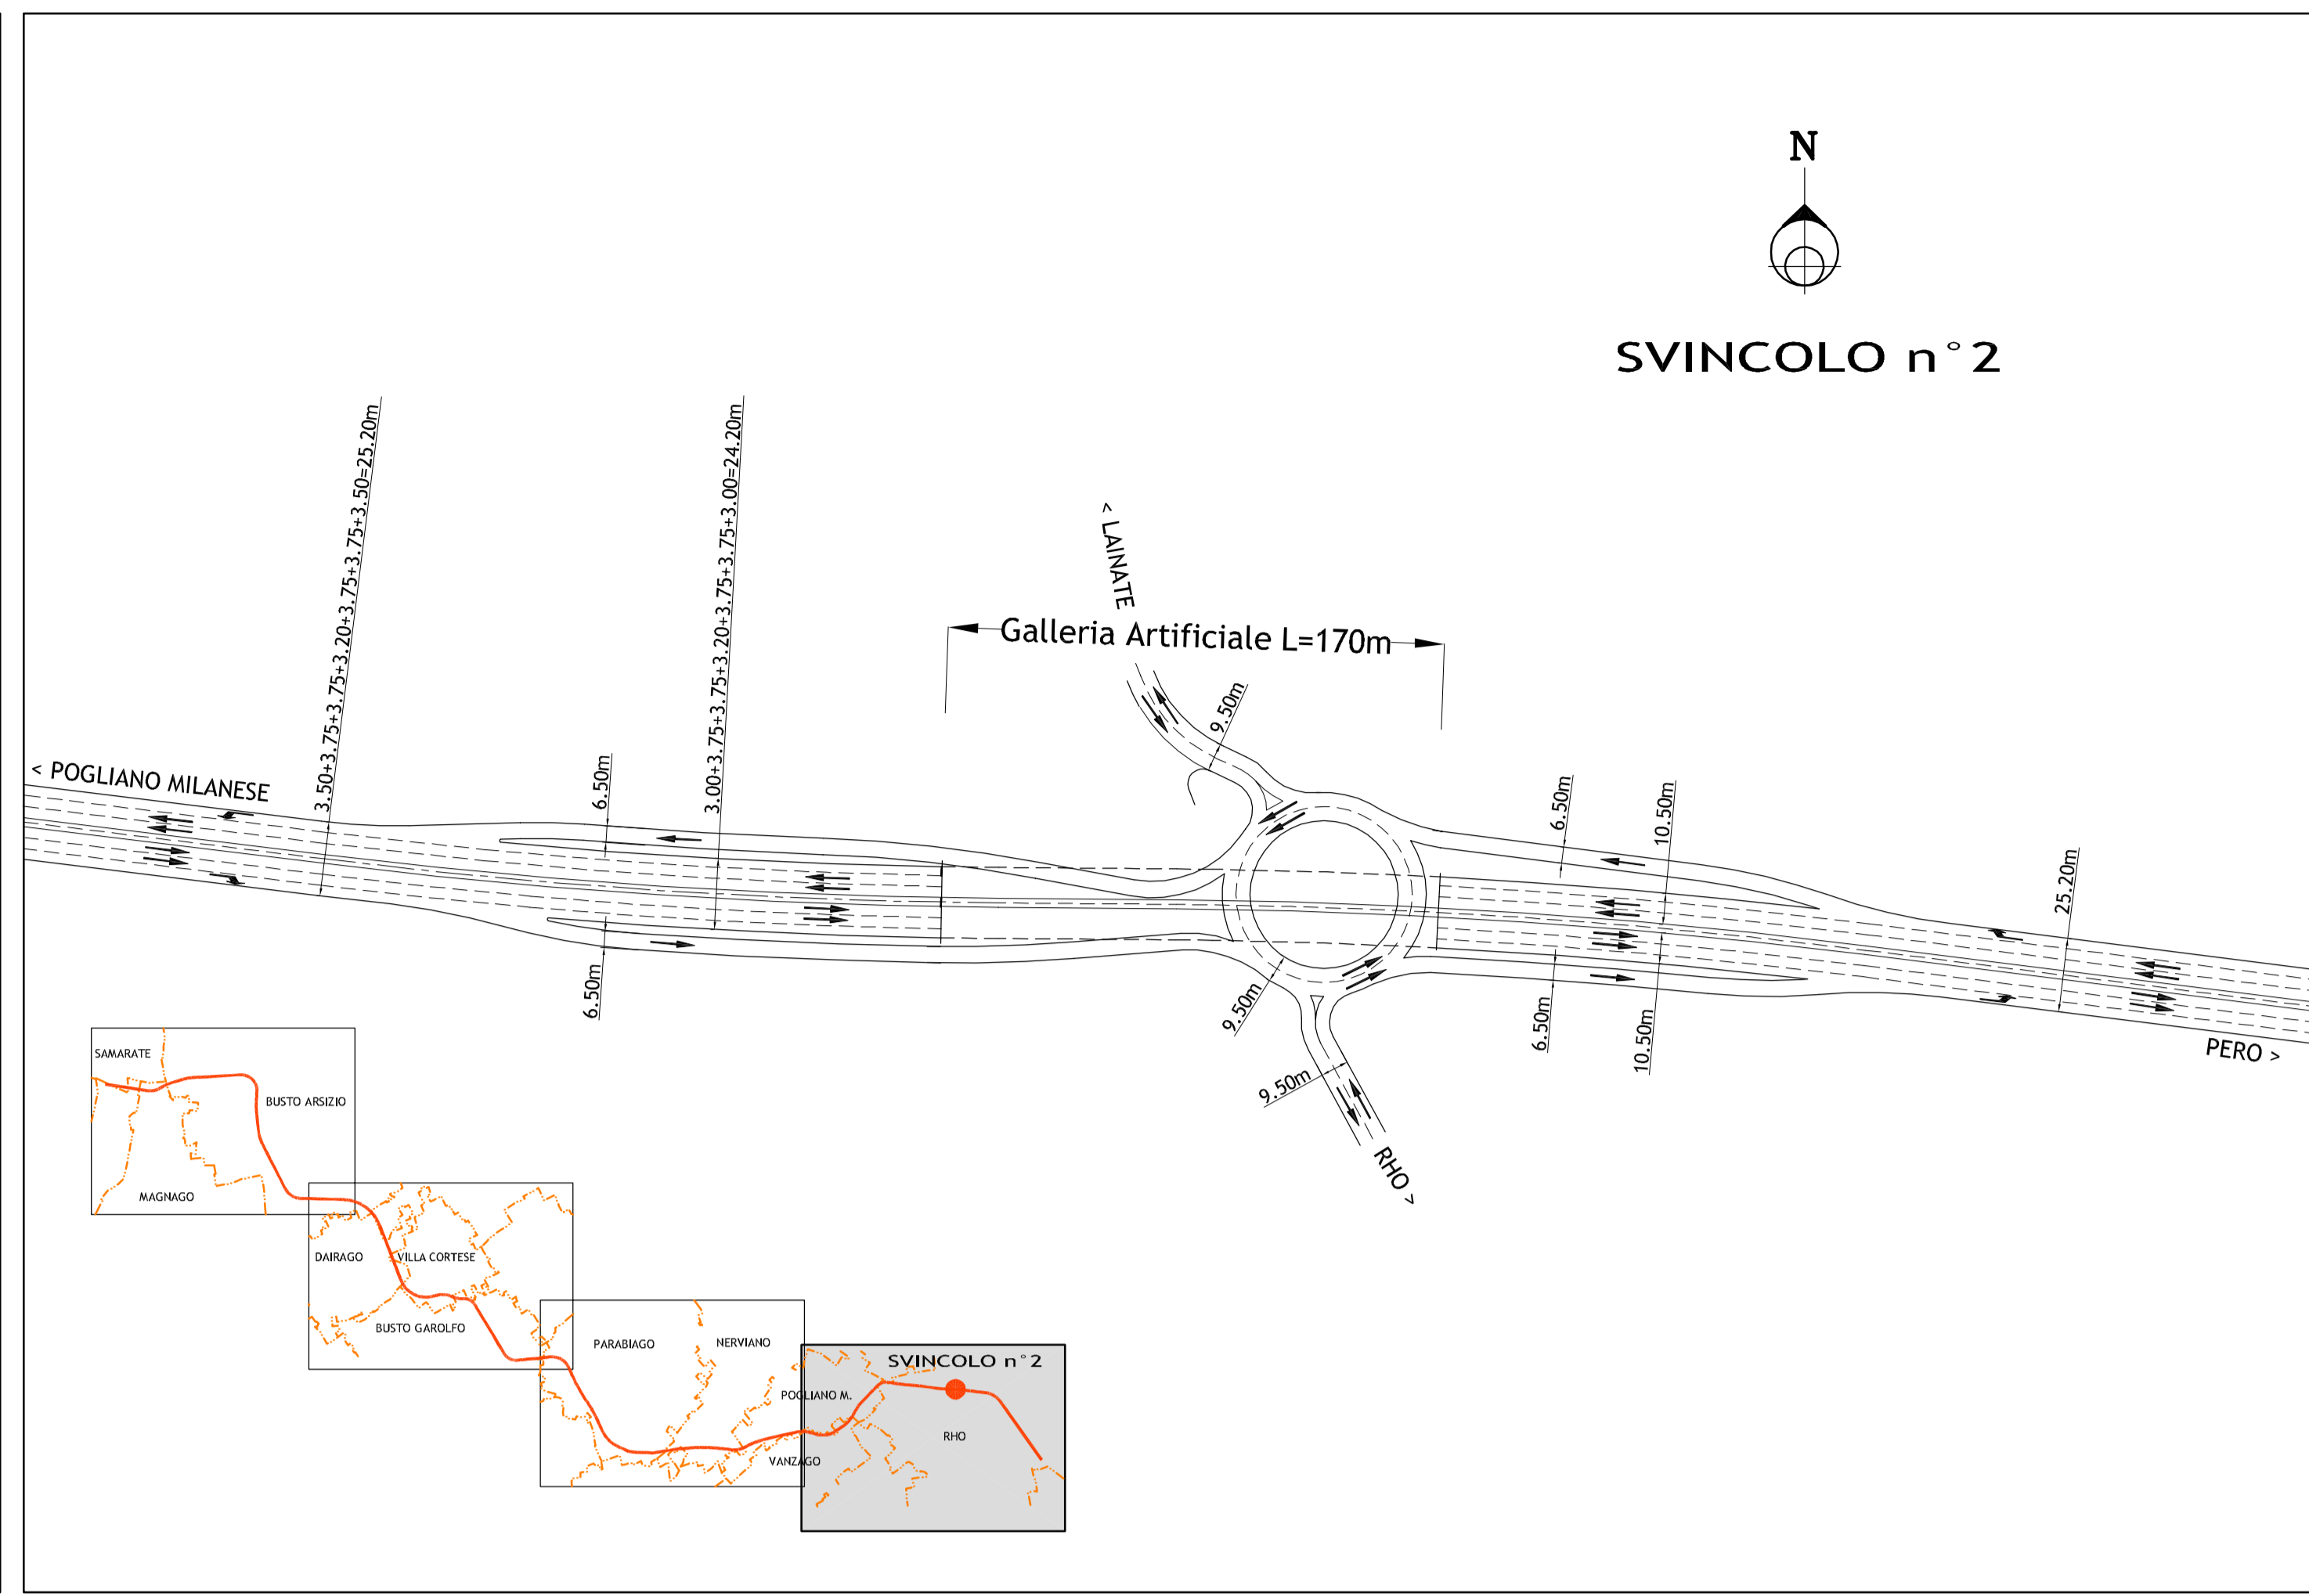 N
SVINCOLO n°2
3.50+3.75+3.75+3.20+3.75+3.75+3.50=25.20m
3.00+3.75+3.75+3.20+3.75+3.75+3.00=24.20m
< LAINATE
Galleria Artificiale L=170m
9.50m
< POGLIANO MILANESE
6.50m
6.50m
10.50m
25.20m
6.50m
9.50m
6.50m
10.50m
PERO >
9.50m
RHO >
SAMARATE
BUSTO ARSIZIO
MAGNAGO
DAIRAGO
VILLA CORTESE
BUSTO GAROLFO
PARABIAGO
NERVIANO
SVINCOLO n°2
POGLIANO M.
RHO
VANZAGO